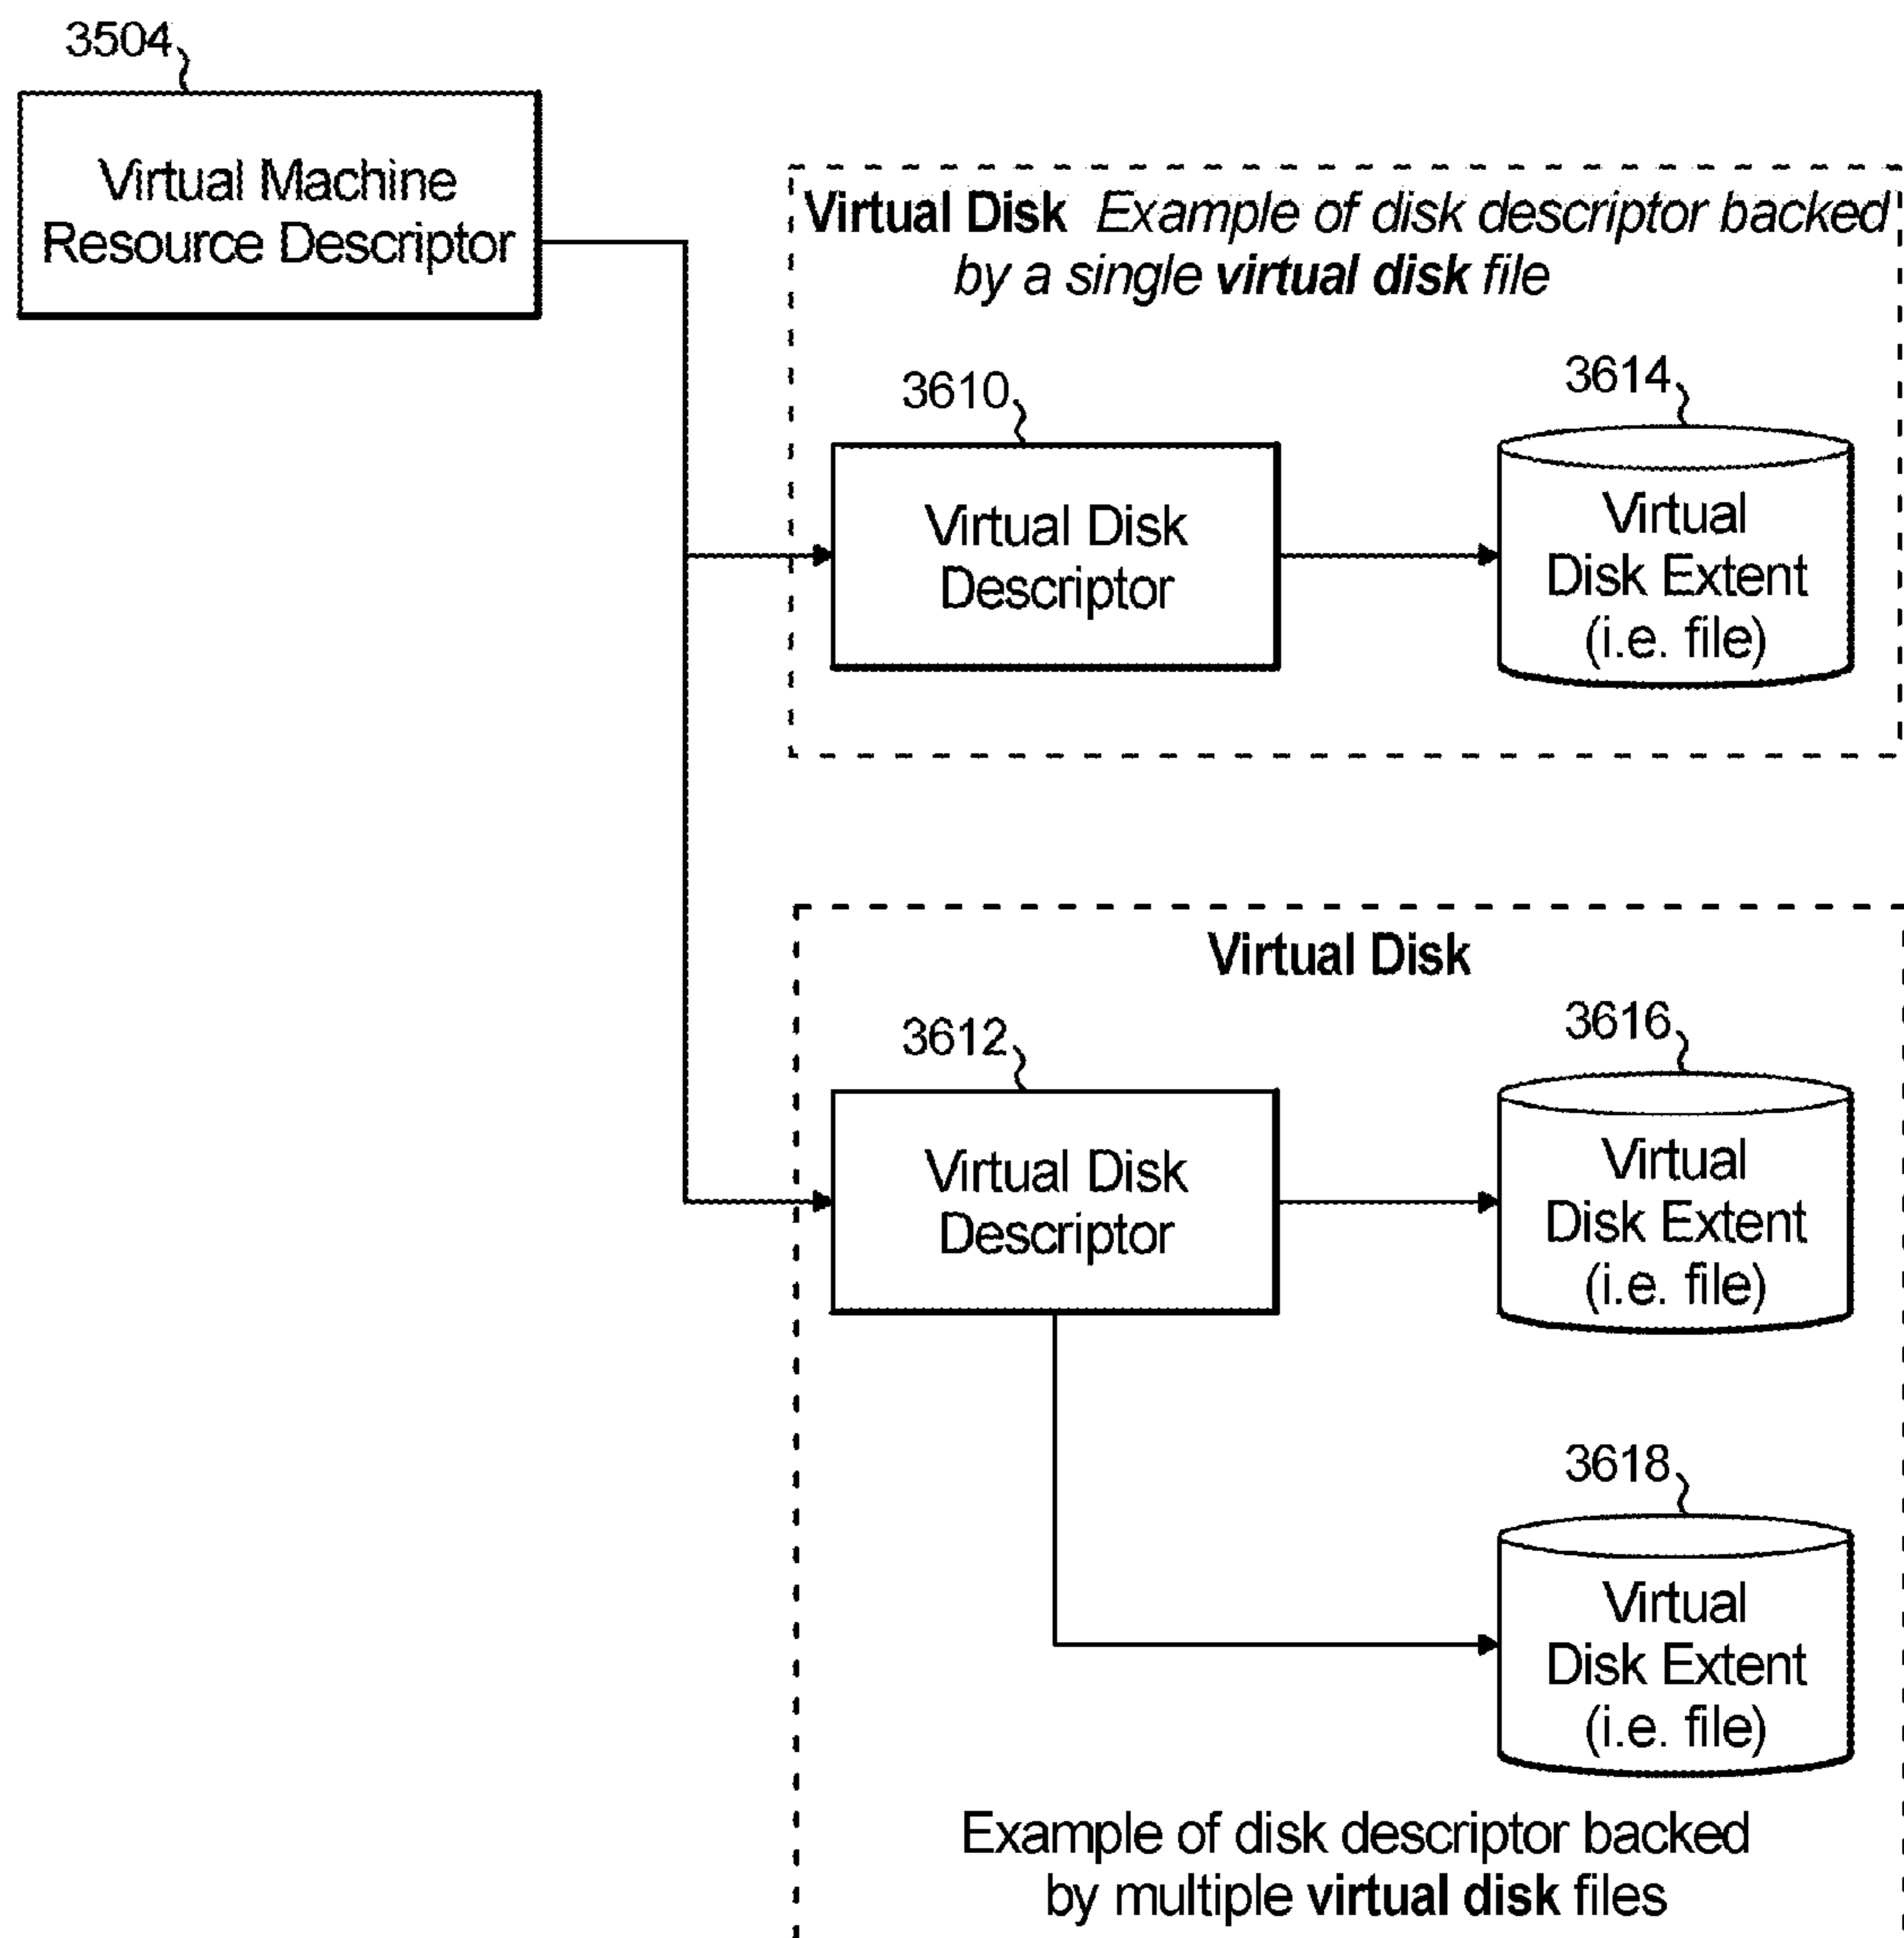 3504
Virtual Machine
Resource Descriptor
Virtual Disk Example of disk descriptor backed
by a single virtual disk file
3610
3614
Virtual Disk
Descriptor
Virtual
Disk Extent
(i.e. file)
Virtual Disk
3612
3616
Virtual Disk
Descriptor
Virtual
Disk Extent
(i.e. file)
3618
Virtual
Disk Extent
(i.e. file)
Example of disk descriptor backed
by multiple virtual disk files